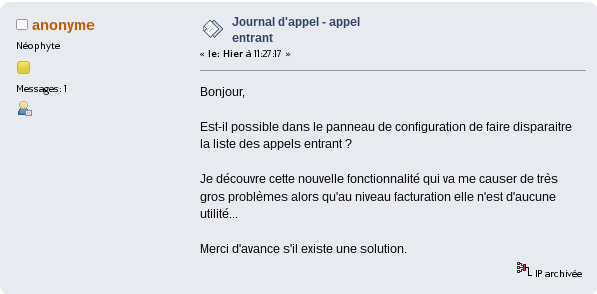 anonyme
Néophyte
Messages: 1
Journal d'appel - appel
entrant
« le: Hier à 11:27:17 »
Bonjour,
Est-il possible dans le panneau de configuration de faire disparaitre
la liste des appels entrant ?
Je découvre cette nouvelle fonctionnalité qui va me causer de très
gros problèmes alors qu'au niveau facturation elle n'est d'aucune
utilité...
Merci d'avance s'il existe une solution.
IP archivée